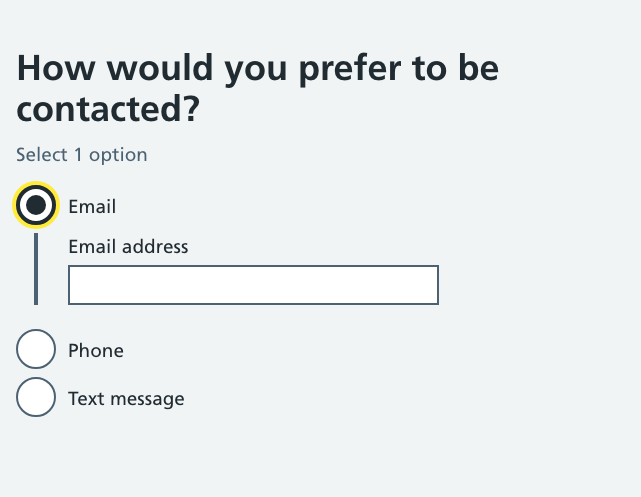 How would you prefer to be
contacted?
Select 1 option
Email
Email address
Phone
Text message